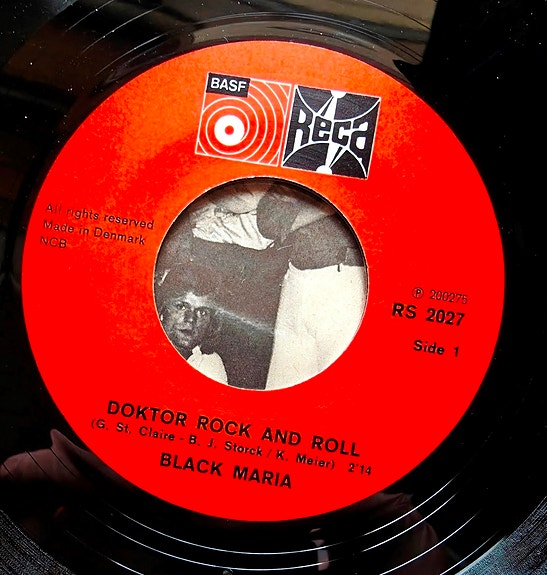 BASF
Reca
All rights reserved
Made in Denmark
NCB
Ⓟ 200275
RS 2027
Side 1
DOKTOR ROCK AND ROLL
(G. St. Claire - B. J. Storck / K. Meier) 2'14
BLACK MARIA